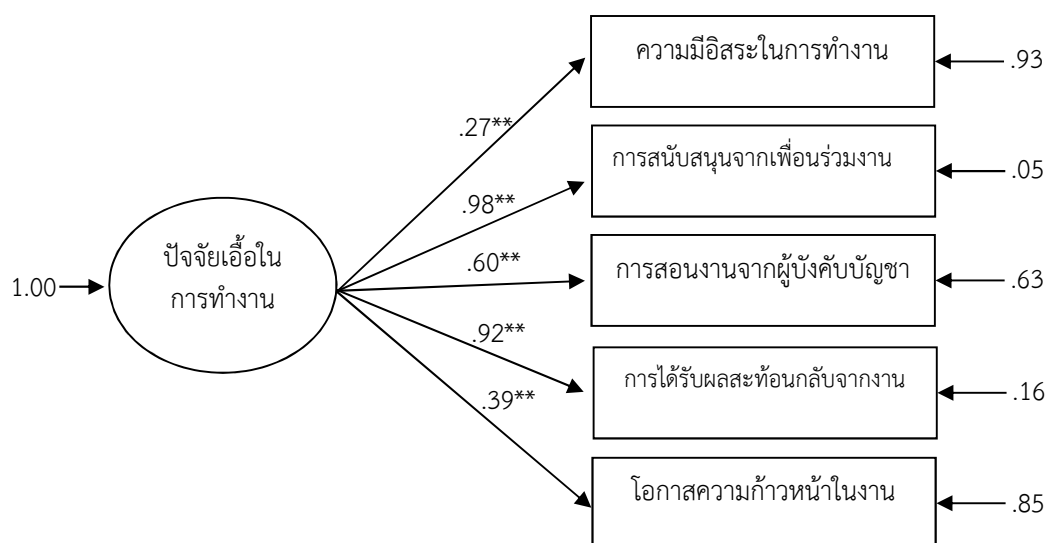 ความมีอิสระในการทำงาน
.93
.27**
การสนับสนุนจากเพื่อนร่วมงาน
.05
.98**
ปัจจัยเอื้อใน
การทำงาน
1.00
.60**
การสอนงานจากผู้บังคับบัญชา
.63
.92**
การได้รับผลสะท้อนกลับจากงาน
.16
.39**
โอกาสความก้าวหน้าในงาน
.85